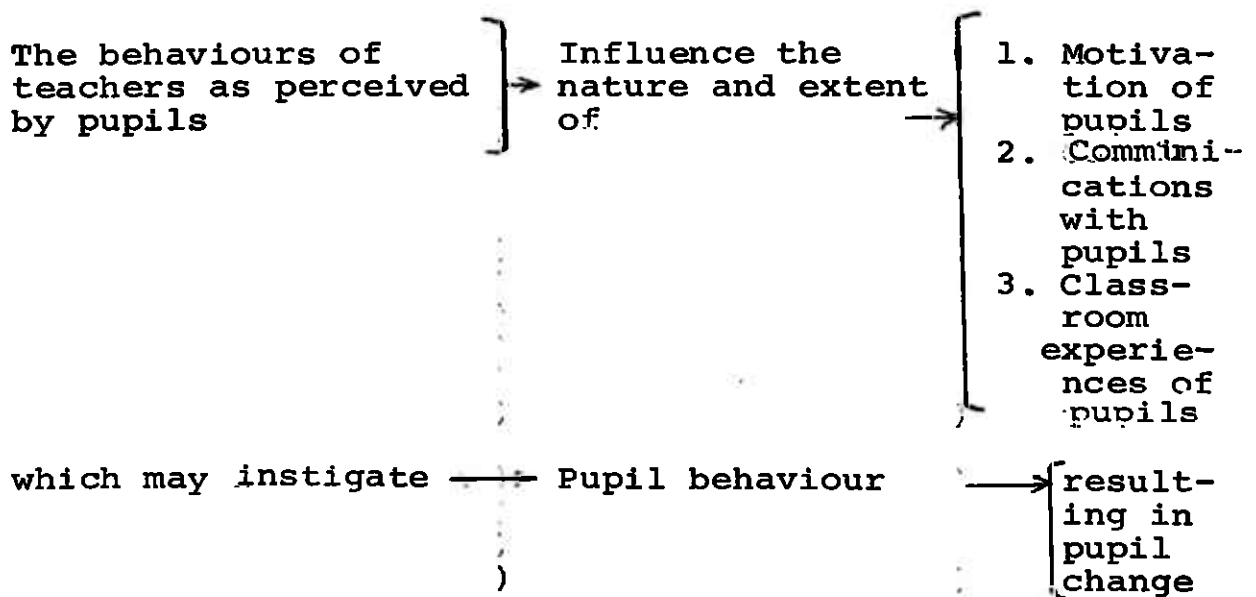 The behaviours of
teachers as perceived
by pupils
Influence the
nature and extent
of
1. Motiva-
tion of
pupils
2. Communi-
cations
with
pupils
3. Class-
room
experie-
nces of
pupils
which may instigate
Pupil behaviour
result-
ing in
pupil
change